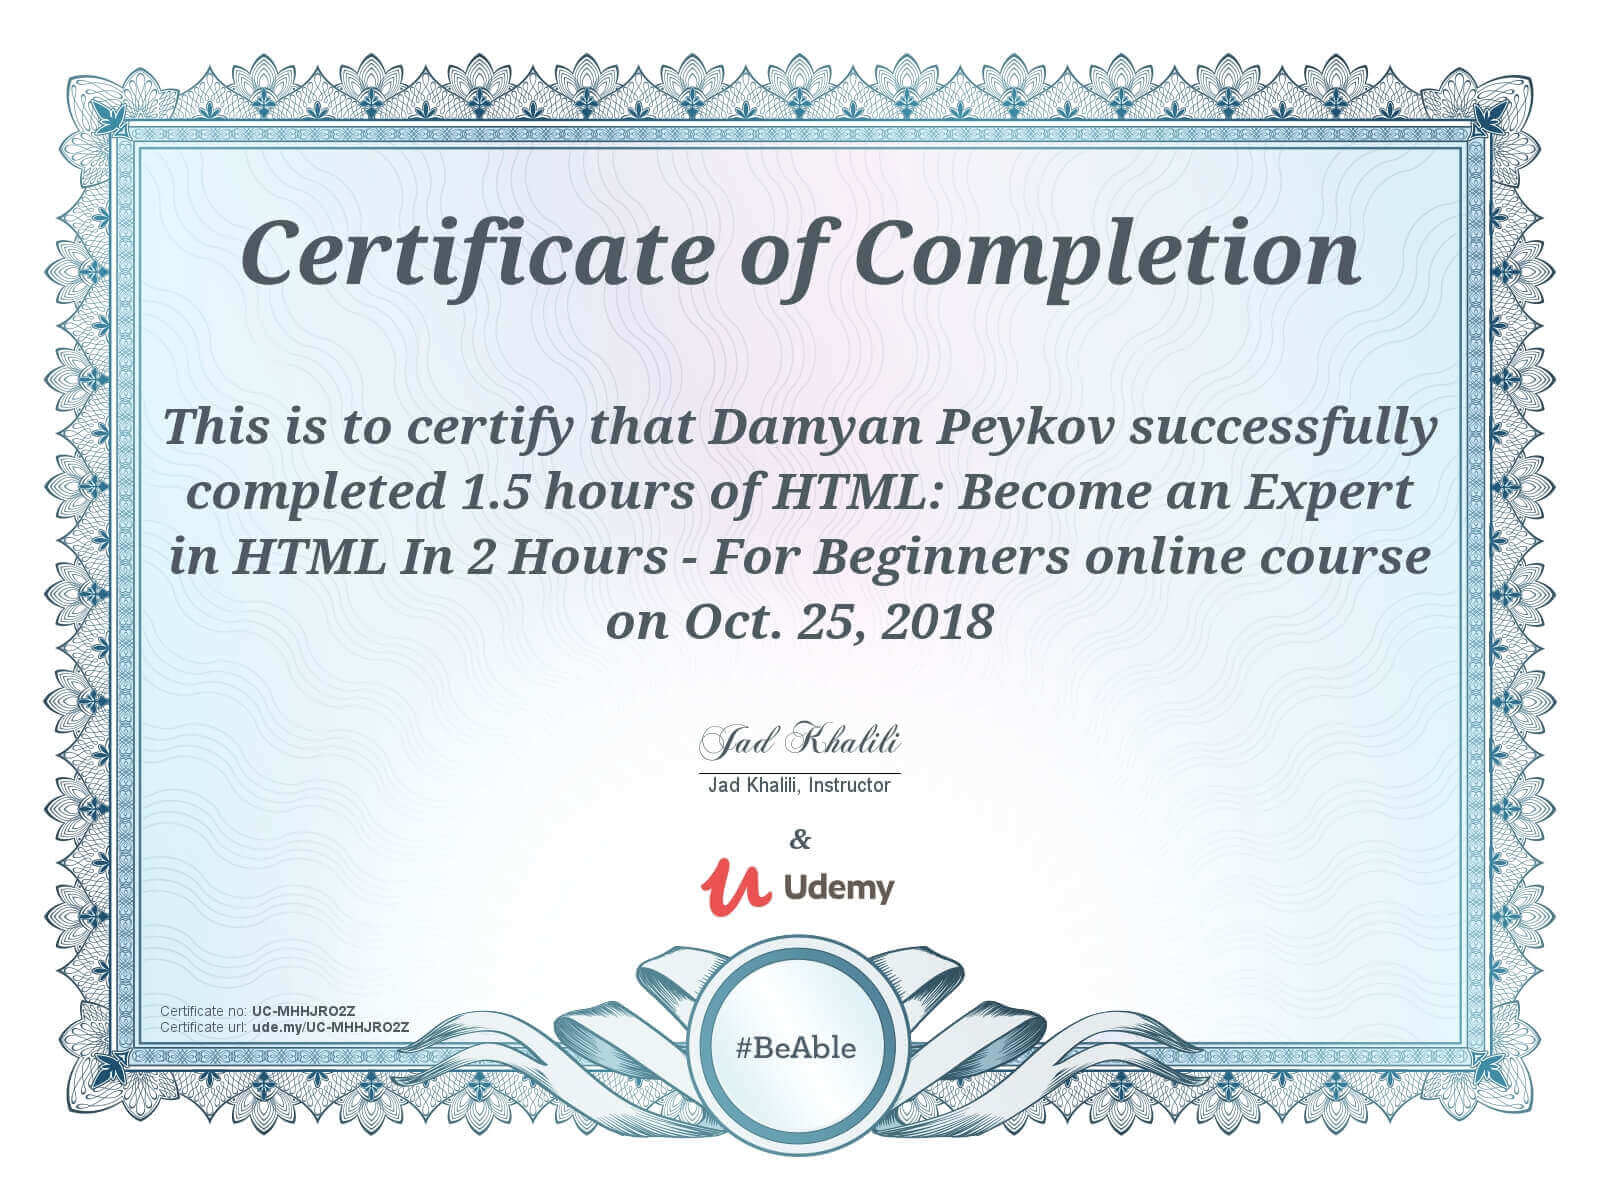 Certificate of Completion
This is to certify that Damyan Peykov successfully
completed 1.5 hours of HTML: Become an Expert
in HTML In 2 Hours - For Beginners online course
on Oct. 25, 2018
Jad Khalili
Jad Khalili, Instructor
&
Udemy
Certificate no: UC-MHHJRO2Z
Certificate url: ude.my/UC-MHHJRO2Z
#BeAble